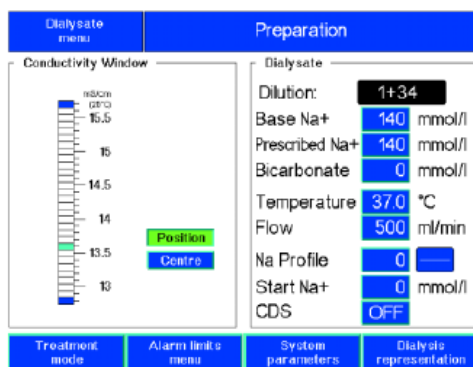 Dialysate
menu
Preparation
Conductivity Window
mS/cm
(25°C)
15.5
15
14.5
14
13.5
13
Position
Centre
Dialysate
Dilution: 1+34
Base Na+ 140 mmol/l
Prescribed Na+ 140 mmol/l
Bicarbonate 0 mmol/l
Temperature 37.0 °C
Flow 500 ml/min
Na Profile 0
Start Na+ 0 mmol/l
CDS OFF
Treatment
mode
Alarm limits
menu
System
parameters
Dialysis
representation